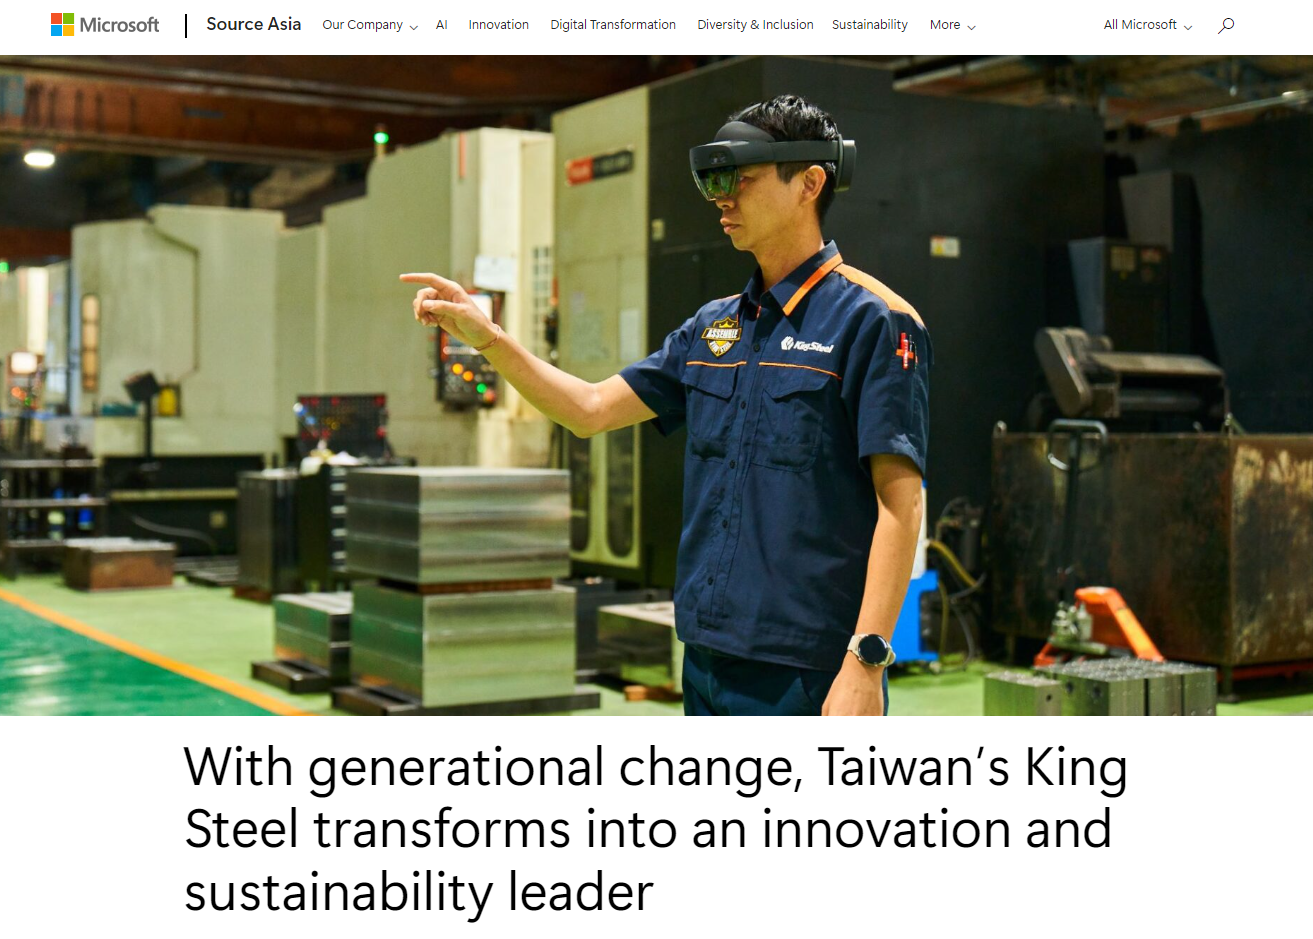 Microsoft
Source Asia
Our Company
AI
Innovation
Digital Transformation
Diversity & Inclusion
Sustainability
More
All Microsoft
ASSEMBLE
KingSteel
With generational change, Taiwan’s King
Steel transforms into an innovation and
sustainability leader